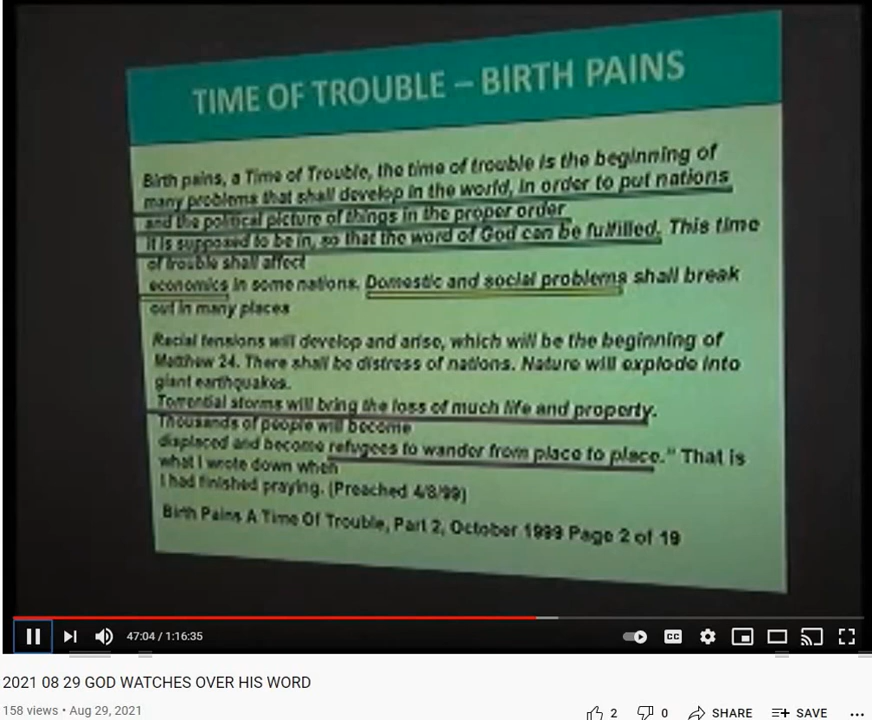 TIME OF TROUBLE – BIRTH PAINS
Birth pains, a Time of Trouble, the time of trouble is the beginning of
many problems that shall develop in the world, in order to put nations
and the political picture of things in the proper order
it is supposed to be in, so that the word of God can be fulfilled. This time
of trouble shall affect
economics in some nations. Domestic and social problems shall break
out in many places
Racial tensions will develop and arise, which will be the beginning of
Matthew 24. There shall be distress of nations. Nature will explode into
giant earthquakes.
Torrential storms will bring the loss of much life and property.
Thousands of people will become
displaced and become refugees to wander from place to place." That is
what I wrote down when
I had finished praying. (Preached 4/8/99)
Birth Pains A Time Of Trouble, Part 2, October 1999 Page 2 of 19
47:04 / 1:16:35
CC
2021 08 29 GOD WATCHES OVER HIS WORD
158 views • Aug 29, 2021
2
0
SHARE
SAVE